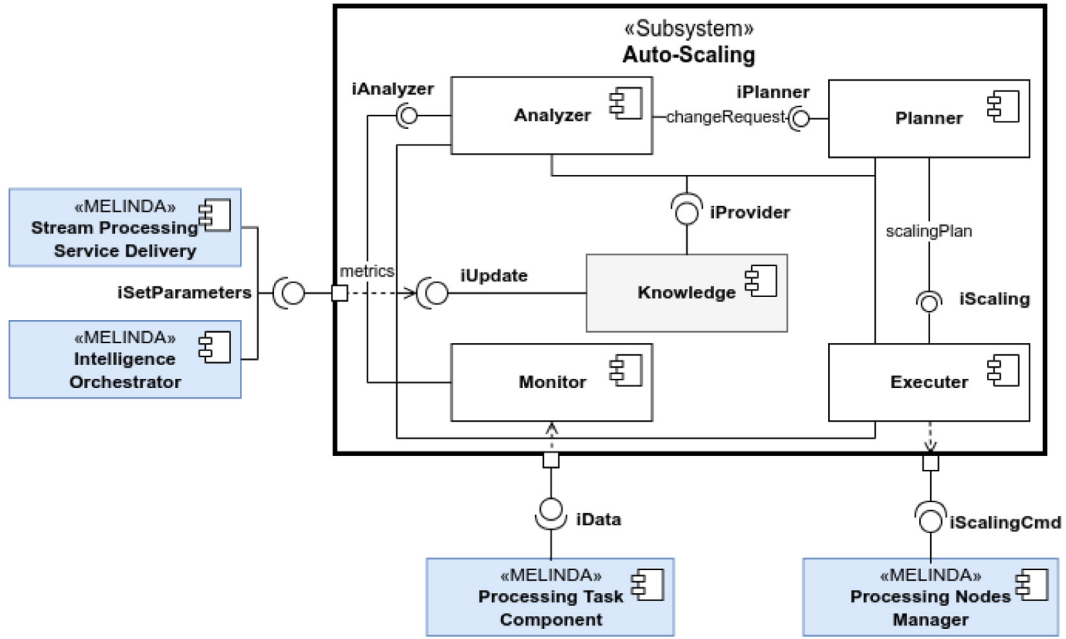 «Subsystem»
Auto-Scaling
iAnalyzer
Analyzer
changeRequest
iPlanner
Planner
«MELINDA»
Stream Processing
Service Delivery
iProvider
scalingPlan
metrics
iUpdate
iSetParameters
Knowledge
iScaling
«MELINDA»
Intelligence
Orchestrator
Monitor
Executer
iData
iScalingCmd
«MELINDA»
Processing Task
Component
«MELINDA»
Processing Nodes
Manager